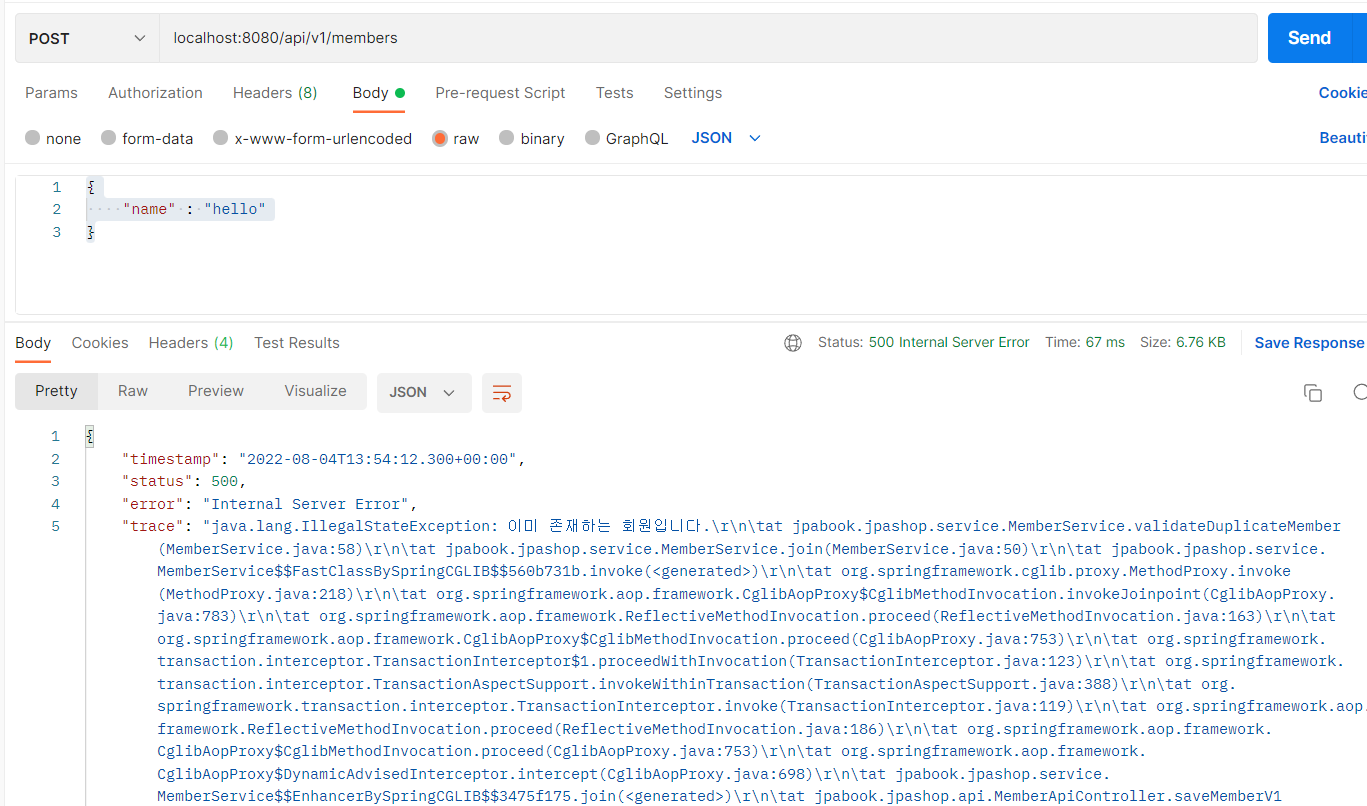 POST localhost:8080/api/v1/members Send
Params Authorization Headers (8) Body Pre-request Script Tests Settings Cookie
none form-data x-www-form-urlencoded raw binary GraphQL JSON Beauti
1 {
2 "name" : "hello"
3 }
Body Cookies Headers (4) Test Results Status: 500 Internal Server Error Time: 67 ms Size: 6.76 KB Save Response
Pretty Raw Preview Visualize JSON
1 {
2 "timestamp": "2022-08-04T13:54:12.300+00:00",
3 "status": 500,
4 "error": "Internal Server Error",
5 "trace": "java.lang.IllegalStateException: 이미 존재하는 회원입니다.\r\n\tat jpabook.jpashop.service.MemberService.validateDuplicateMember
(MemberService.java:58)\r\n\tat jpabook.jpashop.service.MemberService.join(MemberService.java:50)\r\n\tat jpabook.jpashop.service.
MemberService$$FastClassBySpringCGLIB$$560b731b.invoke(<generated>)\r\n\tat org.springframework.cglib.proxy.MethodProxy.invoke
(MethodProxy.java:218)\r\n\tat org.springframework.aop.framework.CglibAopProxy$CglibMethodInvocation.invokeJoinpoint(CglibAopProxy.
java:783)\r\n\tat org.springframework.aop.framework.ReflectiveMethodInvocation.proceed(ReflectiveMethodInvocation.java:163)\r\n\tat
org.springframework.aop.framework.CglibAopProxy$CglibMethodInvocation.proceed(CglibAopProxy.java:753)\r\n\tat org.springframework.
transaction.interceptor.TransactionInterceptor$1.proceedWithInvocation(TransactionInterceptor.java:123)\r\n\tat org.springframework.
transaction.interceptor.TransactionAspectSupport.invokeWithinTransaction(TransactionAspectSupport.java:388)\r\n\tat org.
springframework.transaction.interceptor.TransactionInterceptor.invoke(TransactionInterceptor.java:119)\r\n\tat org.springframework.aop.
framework.ReflectiveMethodInvocation.proceed(ReflectiveMethodInvocation.java:186)\r\n\tat org.springframework.aop.framework.
CglibAopProxy$CglibMethodInvocation.proceed(CglibAopProxy.java:753)\r\n\tat org.springframework.aop.framework.
CglibAopProxy$DynamicAdvisedInterceptor.intercept(CglibAopProxy.java:698)\r\n\tat jpabook.jpashop.service.
MemberService$$EnhancerBySpringCGLIB$$3475f175.join(<generated>)\r\n\tat jpabook.jpashop.api.MemberApiController.saveMemberV1